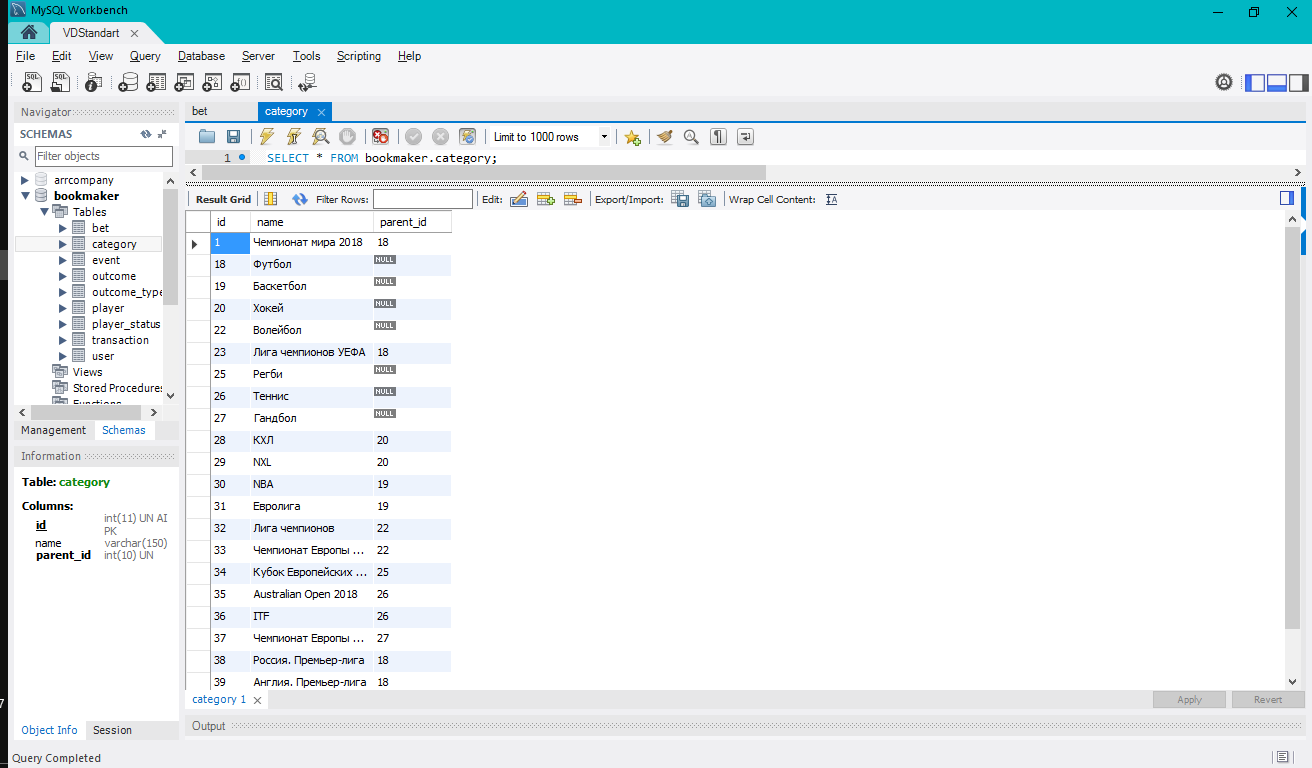 MySQL Workbench
VDStandart
File Edit View Query Database Server Tools Scripting Help
Navigator
SCHEMAS
Filter objects
arrcompany
bookmaker
Tables
bet
category
event
outcome
outcome_type
player
player_status
transaction
user
Views
Stored Procedures
Functions
Management Schemas
Information
Table: category
Columns:
id int(11) UN AI PK
name varchar(150)
parent_id int(10) UN
Object Info Session
Query Completed
bet category
Limit to 1000 rows
1 SELECT * FROM bookmaker.category;
Result Grid Filter Rows: Edit: Export/Import: Wrap Cell Content:
id name parent_id
1 Чемпионат мира 2018 18
18 Футбол NULL
19 Баскетбол NULL
20 Хокей NULL
22 Волейбол NULL
23 Лига чемпионов УЕФА 18
25 Регби NULL
26 Теннис NULL
27 Гандбол NULL
28 КХЛ 20
29 NXL 20
30 NBA 19
31 Евролига 19
32 Лига чемпионов 22
33 Чемпионат Европы ... 22
34 Кубок Европейских ... 25
35 Australian Open 2018 26
36 ITF 26
37 Чемпионат Европы ... 27
38 Россия. Премьер-лига 18
39 Англия. Премьер-лига 18
category 1
Apply Revert
Output
7